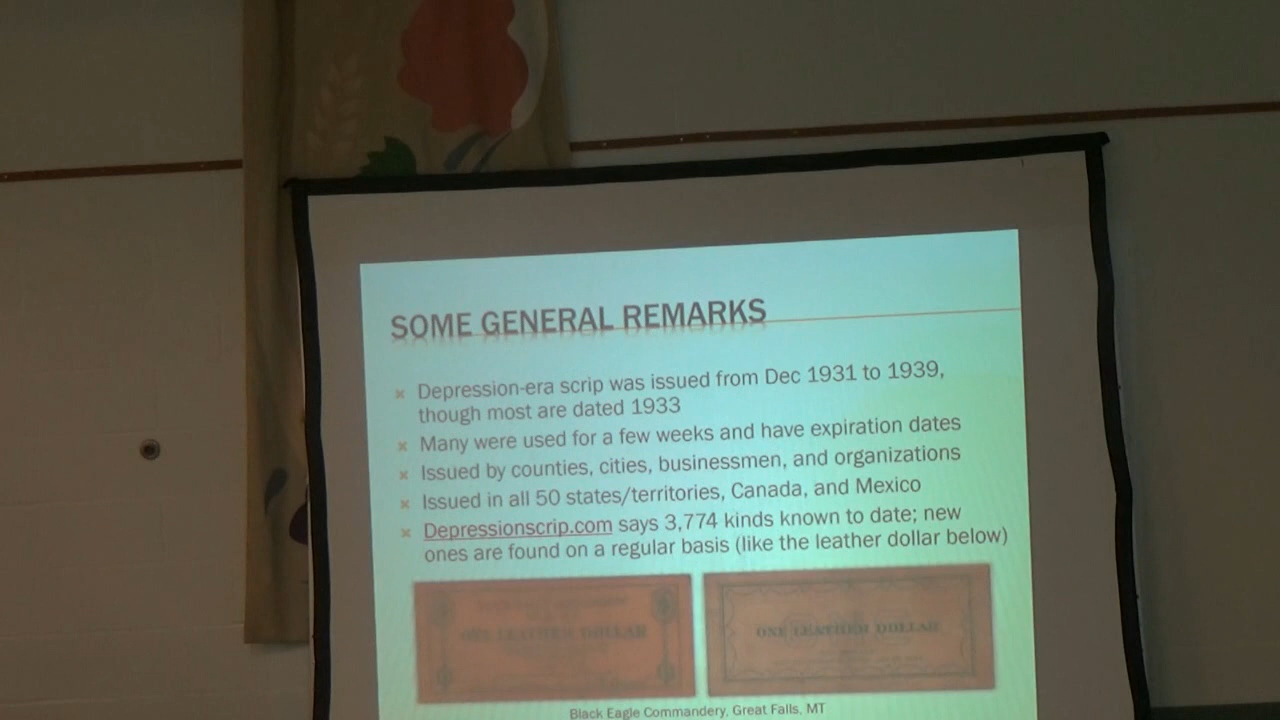 SOME GENERAL REMARKS
Depression-era scrip was issued from Dec 1931 to 1939,
though most are dated 1933
Many were used for a few weeks and have expiration dates
Issued by counties, cities, businessmen, and organizations
Issued in all 50 states/territories, Canada, and Mexico
Depressionscrip.com says 3,774 kinds known to date; new
ones are found on a regular basis (like the leather dollar below)
ONE LEATHER DOLLAR
ONE LEATHER DOLLAR
Black Eagle Commandery, Great Falls, MT